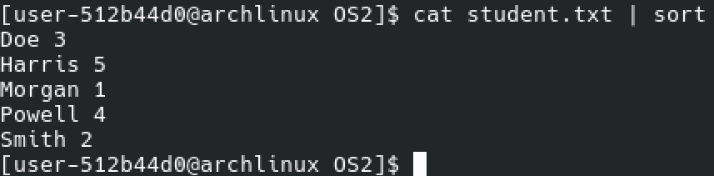 [user-512b44d0@archlinux OS2]$ cat student.txt | sort
Doe 3
Harris 5
Morgan 1
Powell 4
Smith 2
[user-512b44d0@archlinux OS2]$